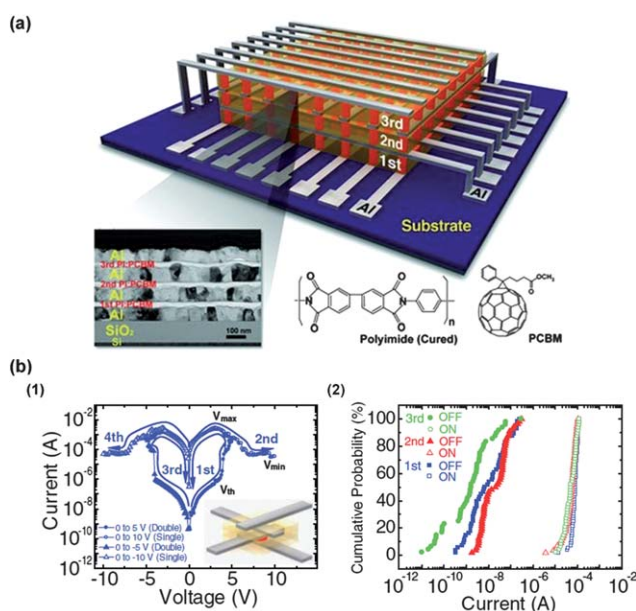 (a)
3rd
2nd
1st
Al
Al
Substrate
Al
3rd PI:PCBM
Al
2nd PI:PCBM
Al
1st PI:PCBM
Al
SiO₂
Si
100 nm
O
O
N
N
O
O
n
Polyimide (Cured)
OCH₃
O
PCBM
(b)
(1)
Current (A)
10⁻²
10⁻⁴
10⁻⁶
10⁻⁸
10⁻¹⁰
10⁻¹²
4th
Vmax
2nd
Vmin
3rd
1st
Vth
0 to 5 V (Double)
0 to 10 V (Single)
0 to -5 V (Double)
0 to -10 V (Single)
-10
-5
0
5
10
Voltage (V)
(2)
Cumulative Probability (%)
100
80
60
40
20
0
3rd OFF
ON
2nd OFF
ON
1st OFF
ON
10⁻¹²
10⁻¹⁰
10⁻⁸
10⁻⁶
10⁻⁴
10⁻²
Current (A)